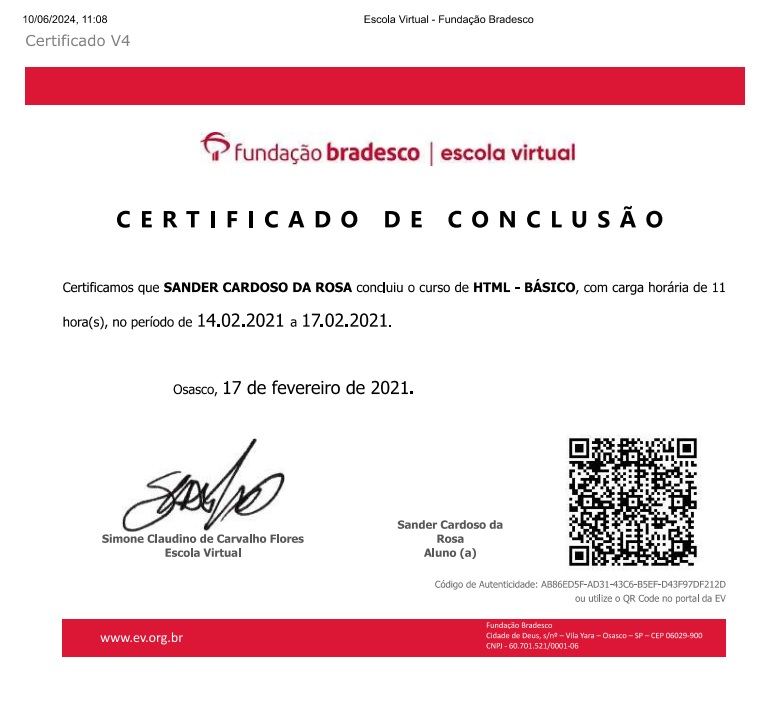 10/06/2024, 11:08 Escola Virtual - Fundação Bradesco
Certificado V4
fundação bradesco | escola virtual
CERTIFICADO DE CONCLUSÃO
Certificamos que SANDER CARDOSO DA ROSA concluiu o curso de HTML - BÁSICO, com carga horária de 11
hora(s), no período de 14.02.2021 a 17.02.2021.
Osasco, 17 de fevereiro de 2021.
Simone Claudino de Carvalho Flores
Escola Virtual
Sander Cardoso da
Rosa
Aluno (a)
Código de Autenticidade: AB86ED5F-AD31-43C6-B5EF-D43F97DF212D
ou utilize o QR Code no portal da EV
www.ev.org.br
Fundação Bradesco
Cidade de Deus, s/nº – Vila Yara – Osasco – SP – CEP 06029-900
CNPJ - 60.701.521/0001-06